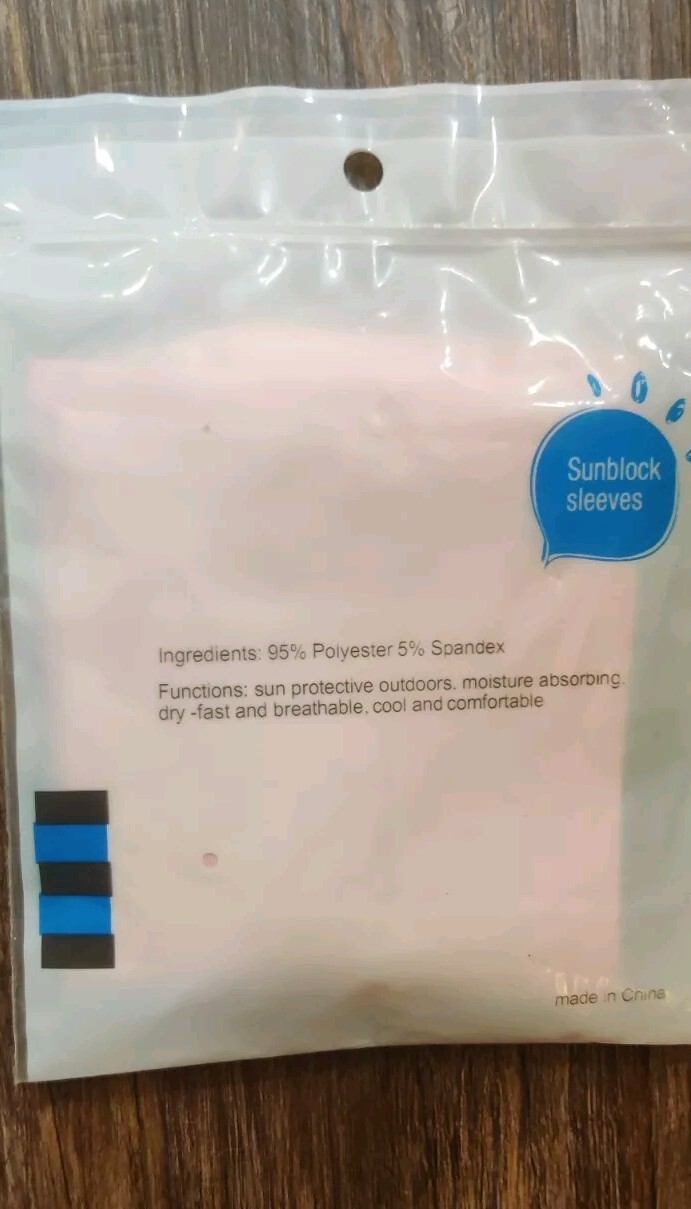 Sunblock
sleeves
Ingredients: 95% Polyester 5% Spandex
Functions: sun protective outdoors. moisture absorbing.
dry -fast and breathable, cool and comfortable
made in China